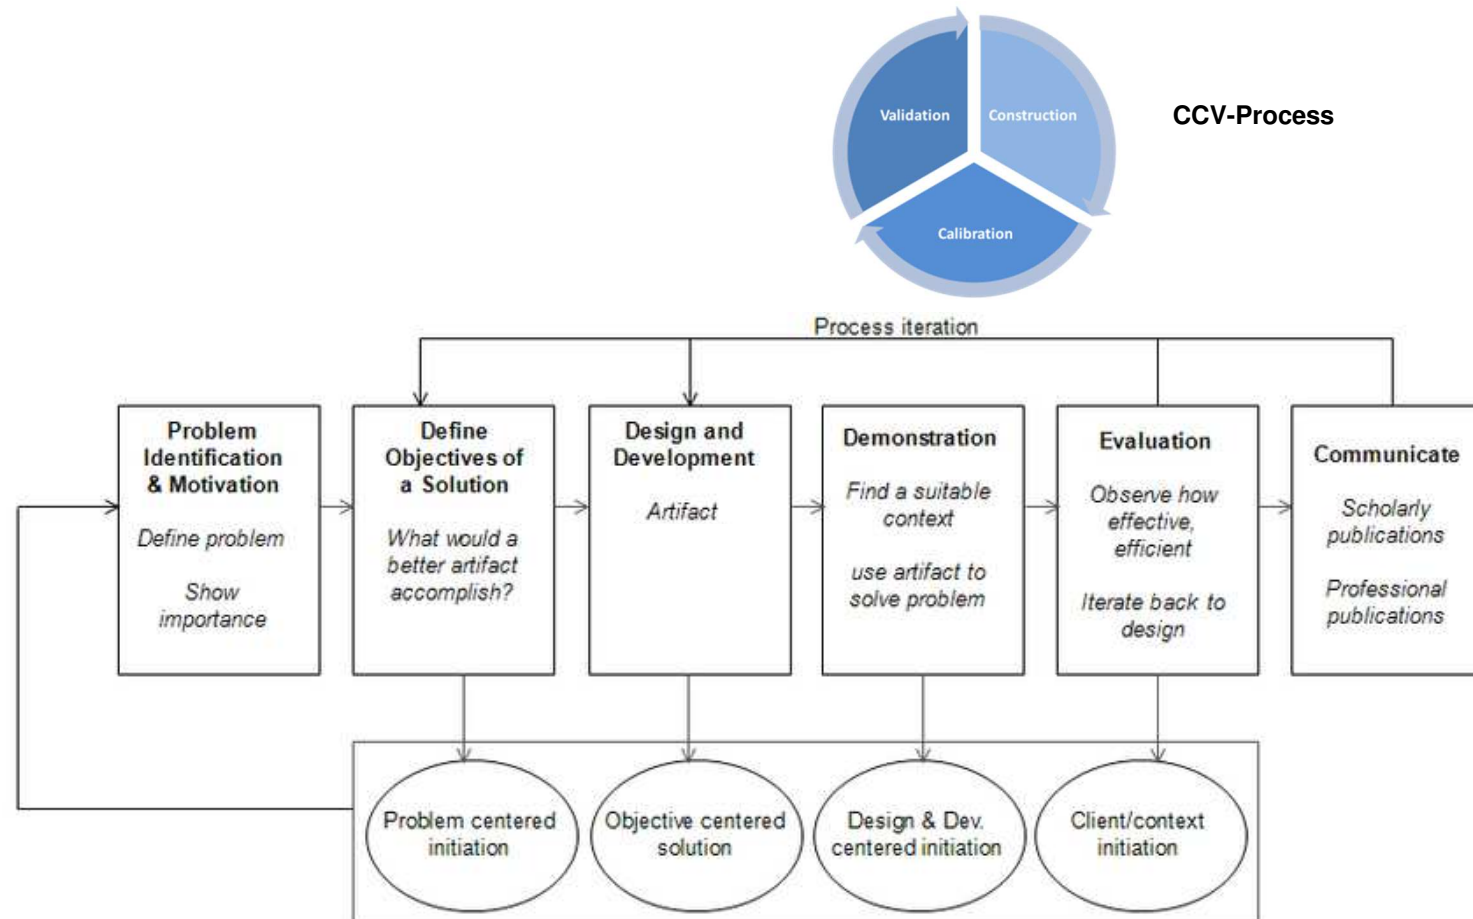 Validation
Construction
Calibration
CCV-Process
Process iteration
Problem
Identification
& Motivation
Define problem
Show
importance
Define
Objectives of
a Solution
What would a
better artifact
accomplish?
Design and
Development
Artifact
Demonstration
Find a suitable
context
use artifact to
solve problem
Evaluation
Observe how
effective,
efficient
Iterate back to
design
Communicate
Scholarly
publications
Professional
publications
Problem centered
initiation
Objective centered
solution
Design & Dev.
centered initiation
Client/context
initiation